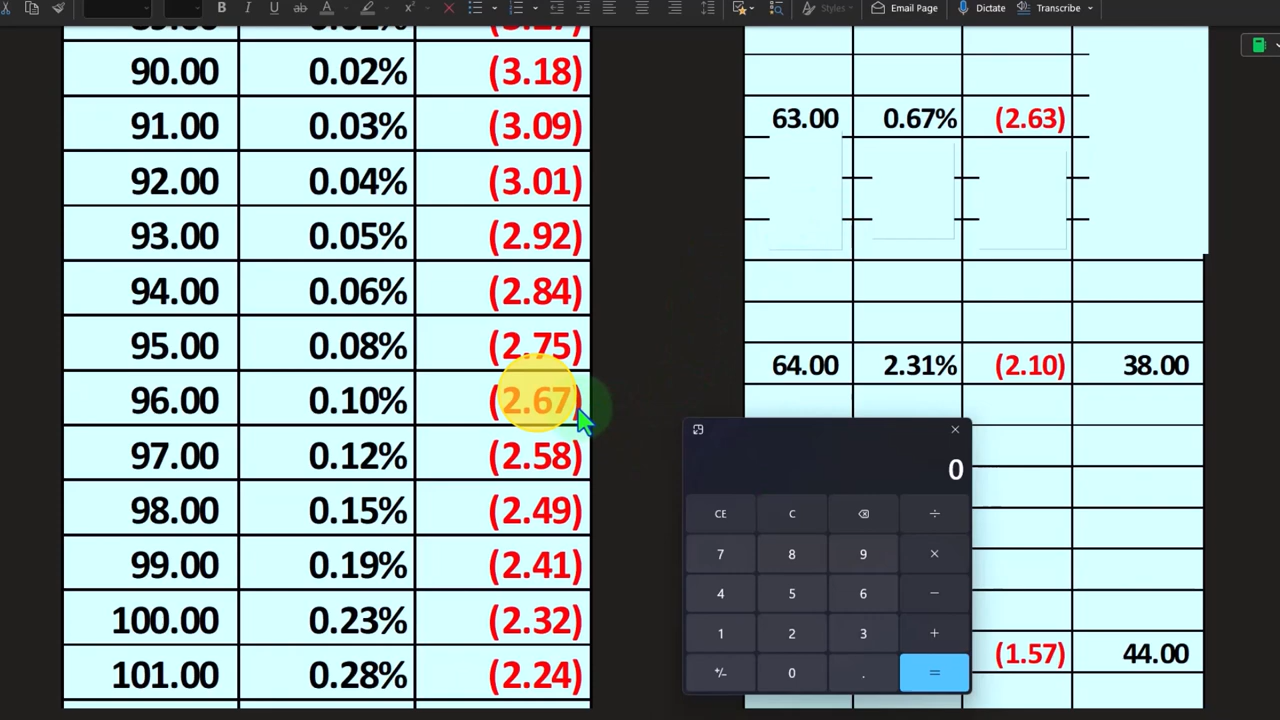 B I U ab A
Styles Email Page Dictate Transcribe
90.00 0.02% (3.18)
91.00 0.03% (3.09)
92.00 0.04% (3.01)
93.00 0.05% (2.92)
94.00 0.06% (2.84)
95.00 0.08% (2.75)
96.00 0.10% (2.67)
97.00 0.12% (2.58)
98.00 0.15% (2.49)
99.00 0.19% (2.41)
100.00 0.23% (2.32)
101.00 0.28% (2.24)
63.00 0.67% (2.63)
64.00 2.31% (2.10) 38.00
(1.57) 44.00
0
CE C ÷
7 8 9 ×
4 5 6 −
1 2 3 +
+/− 0 . =